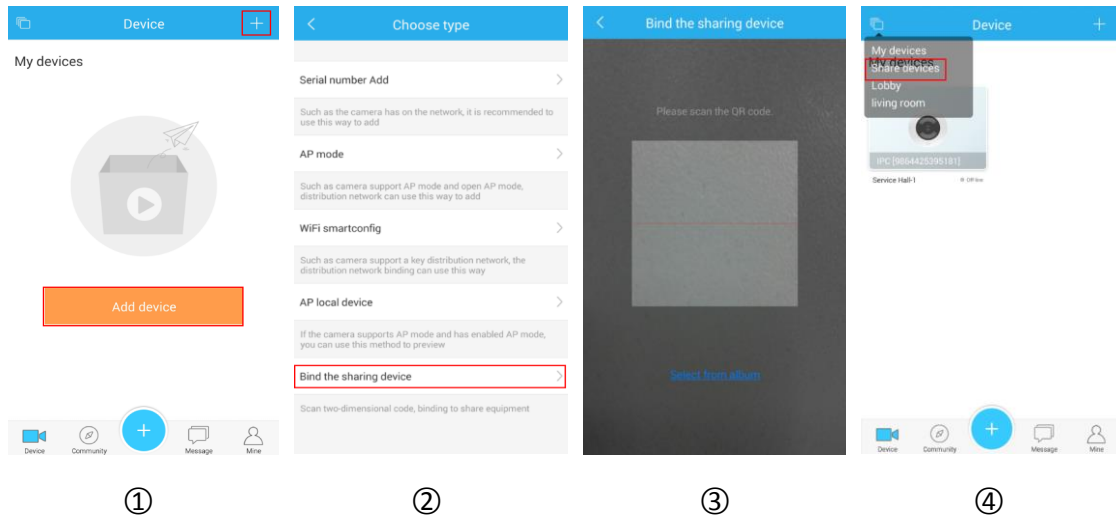 Device
My devices
Add device
Device
Community
Message
Mine
①
Choose type
Serial number Add
Such as the camera has on the network, it is recommended to
use this way to add
AP mode
Such as camera support AP mode and open AP mode,
distribution network can use this way to add
WiFi smartconfig
Such as camera support a key distribution network, the
distribution network binding can use this way
AP local device
If the camera supports AP mode and has enabled AP mode,
you can use this method to preview
Bind the sharing device
Scan two-dimensional code, binding to share equipment
②
Bind the sharing device
Please scan the QR code.
Select from album
③
Device
My devices
My devices
Share devices
Lobby
living room
IPC [9864425395181]
Service Hall-1
Off line
Device
Community
Message
Mine
④